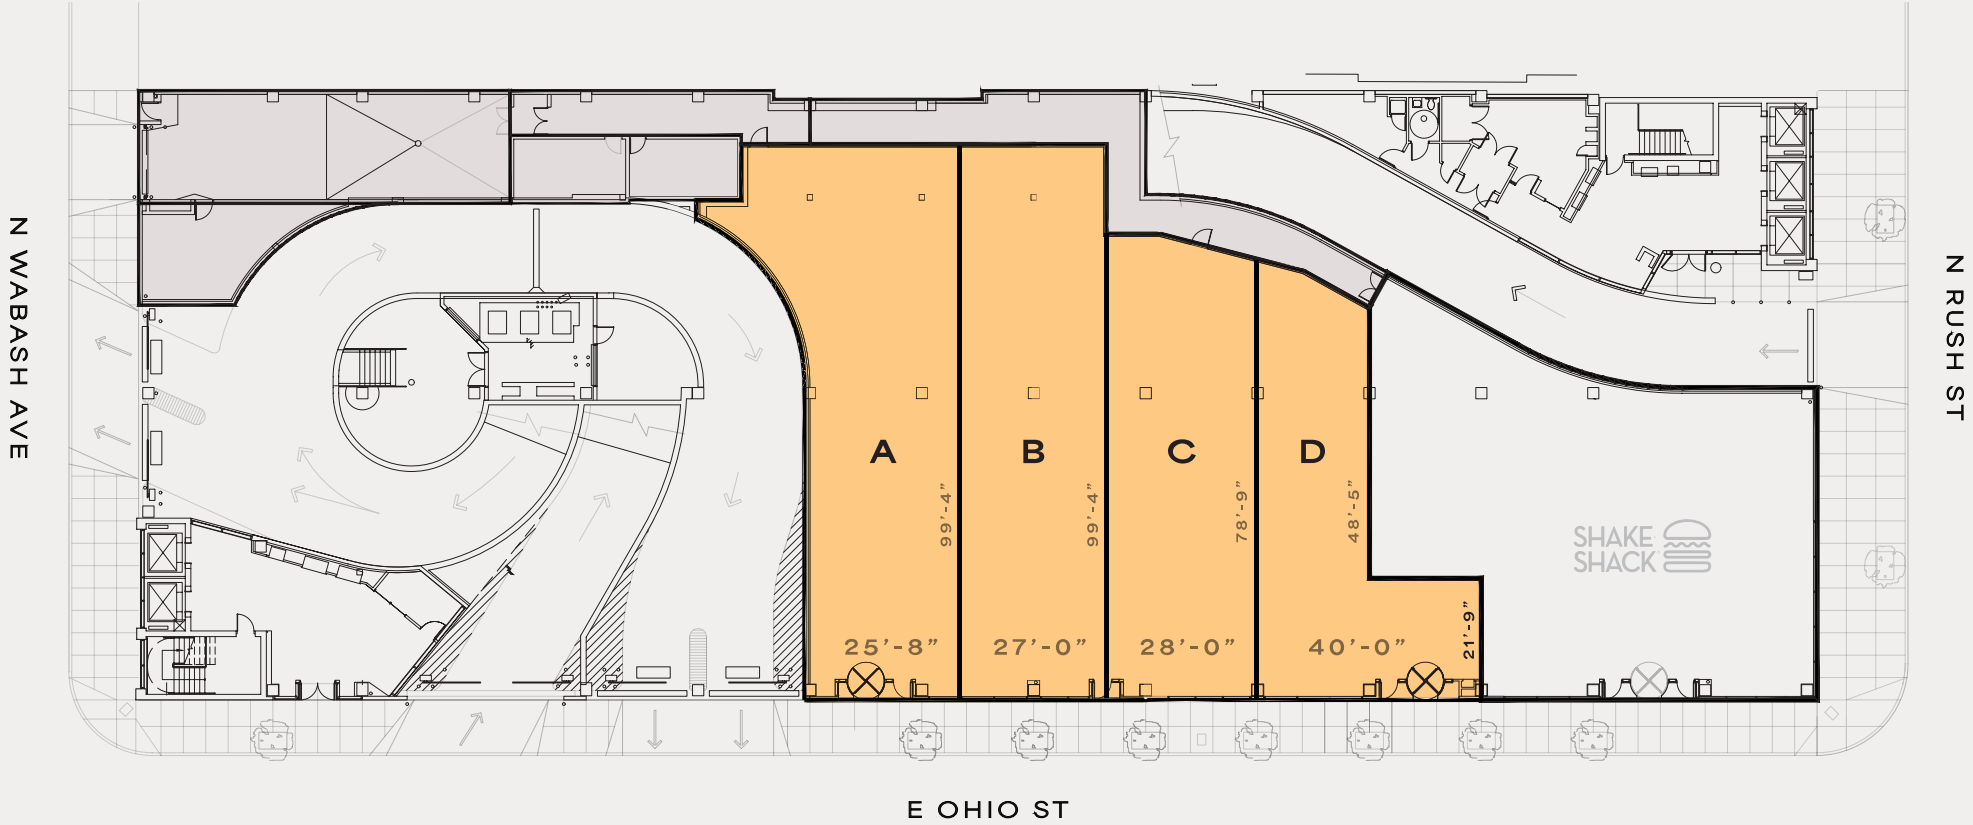 N WABASH AVE
N RUSH ST
A
B
C
D
99’-4”
99’-4”
78’-9”
48’-5”
SHAKE
SHACK
25’-8”
27’-0”
28’-0”
40’-0”
21’-9”
E OHIO ST